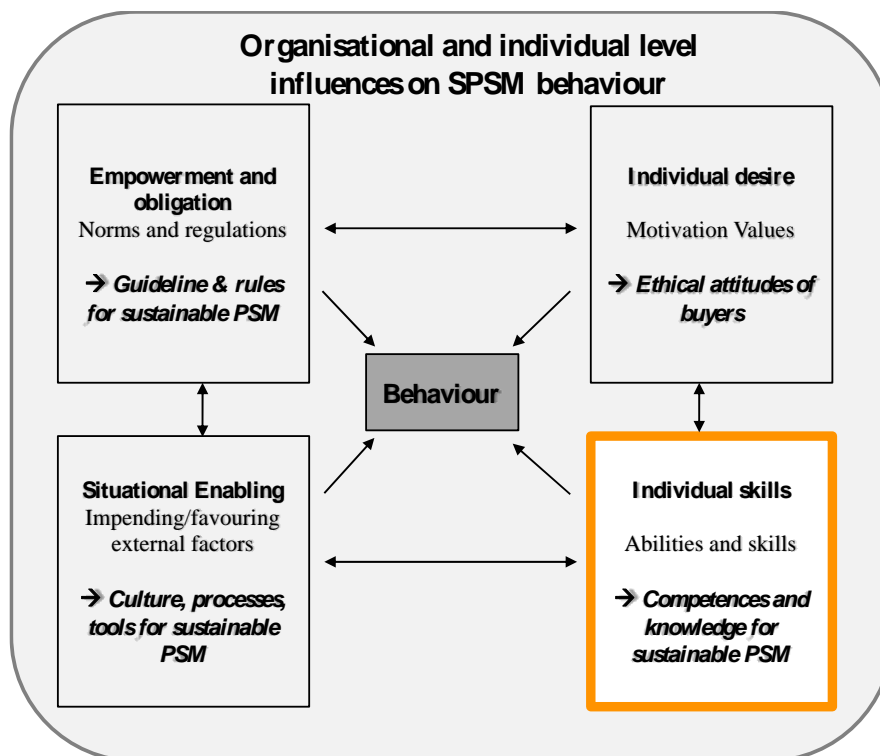 Organisational and individual level
influences on SPSM behaviour
Empowerment and
obligation
Norms and regulations
→ Guideline & rules
for sustainable PSM
Individual desire
Motivation Values
→ Ethical attitudes of
buyers
Behaviour
Situational Enabling
Impending/favouring
external factors
→ Culture, processes,
tools for sustainable
PSM
Individual skills
Abilities and skills
→ Competences and
knowledge for
sustainable PSM